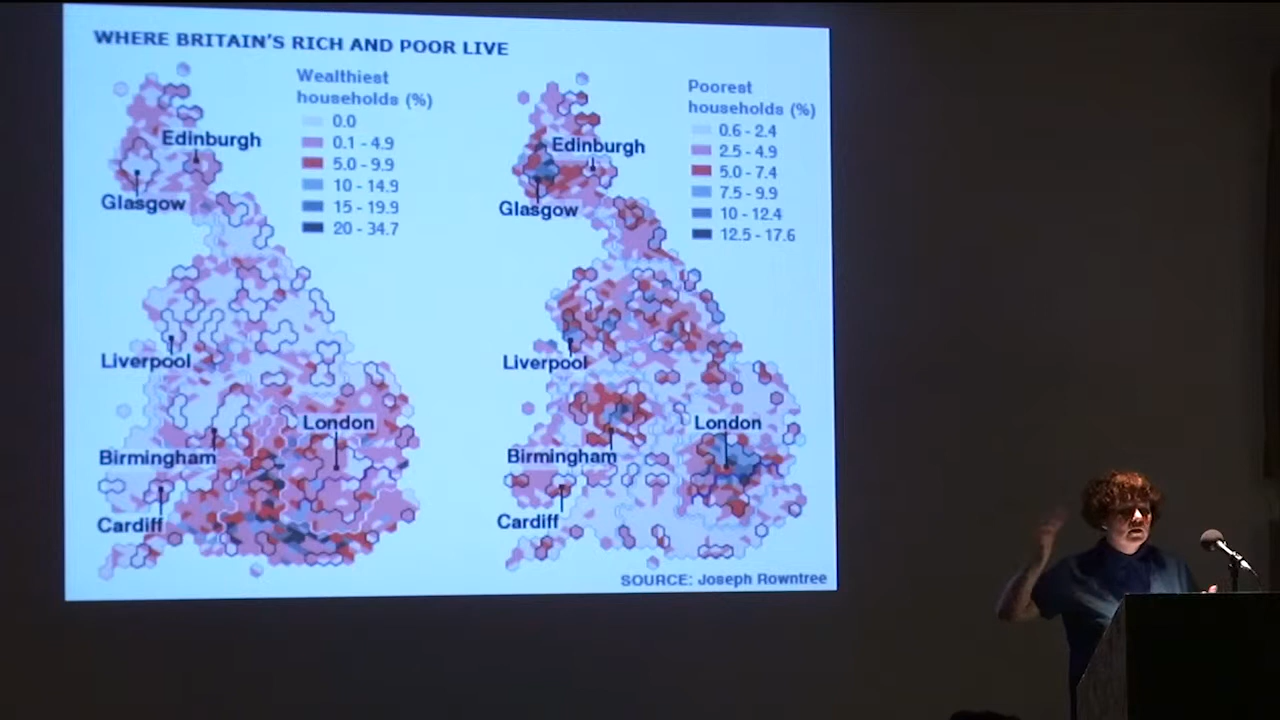 WHERE BRITAIN'S RICH AND POOR LIVE
Wealthiest
households (%)
0.0
0.1 - 4.9
5.0 - 9.9
10 - 14.9
15 - 19.9
20 - 34.7
Edinburgh
Glasgow
Liverpool
London
Birmingham
Cardiff
Poorest
households (%)
0.6 - 2.4
2.5 - 4.9
5.0 - 7.4
7.5 - 9.9
10 - 12.4
12.5 - 17.6
Edinburgh
Glasgow
Liverpool
London
Birmingham
Cardiff
SOURCE: Joseph Rowntree